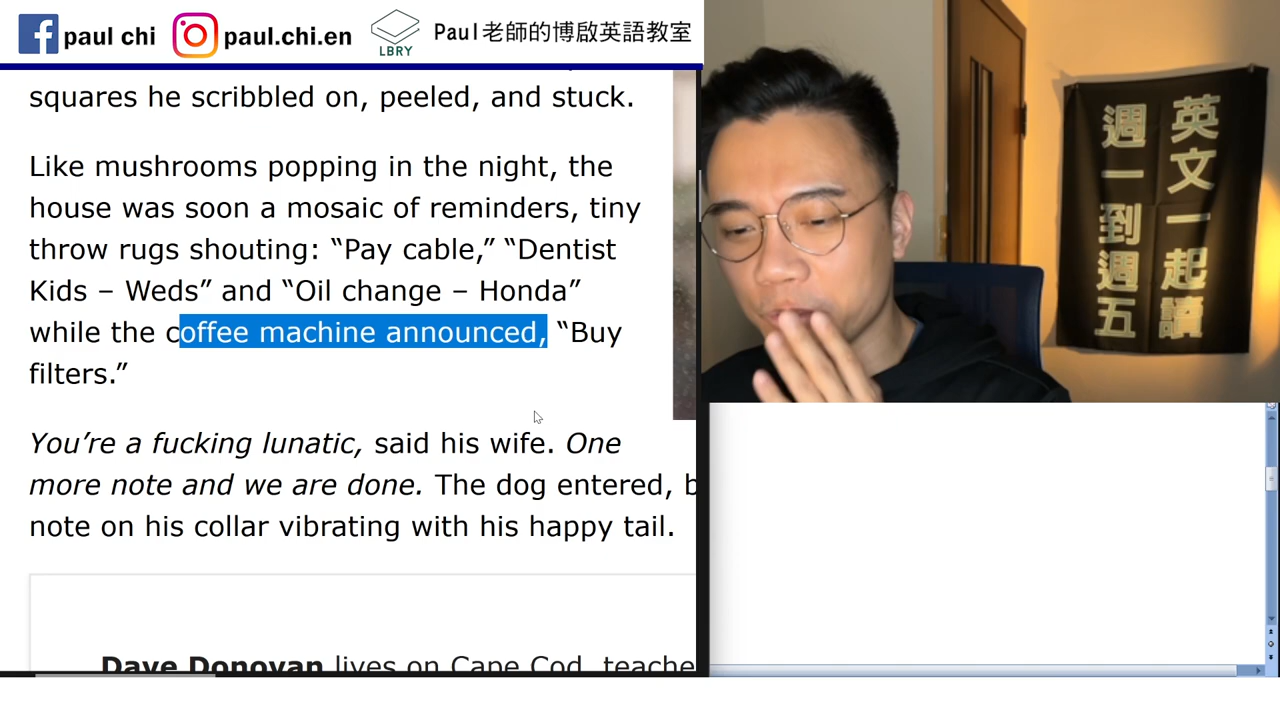 paul chi
paul.chi.en
LBRY
Paul老師的博啟英語教室
squares he scribbled on, peeled, and stuck.
Like mushrooms popping in the night, the
house was soon a mosaic of reminders, tiny
throw rugs shouting: “Pay cable,” “Dentist
Kids – Weds” and “Oil change – Honda”
while the coffee machine announced, “Buy
filters.”
You’re a fucking lunatic, said his wife. One
more note and we are done. The dog entered,
note on his collar vibrating with his happy tail.
Dave Donovan lives on Cape Cod, teache
英文一起讀
週一到週五